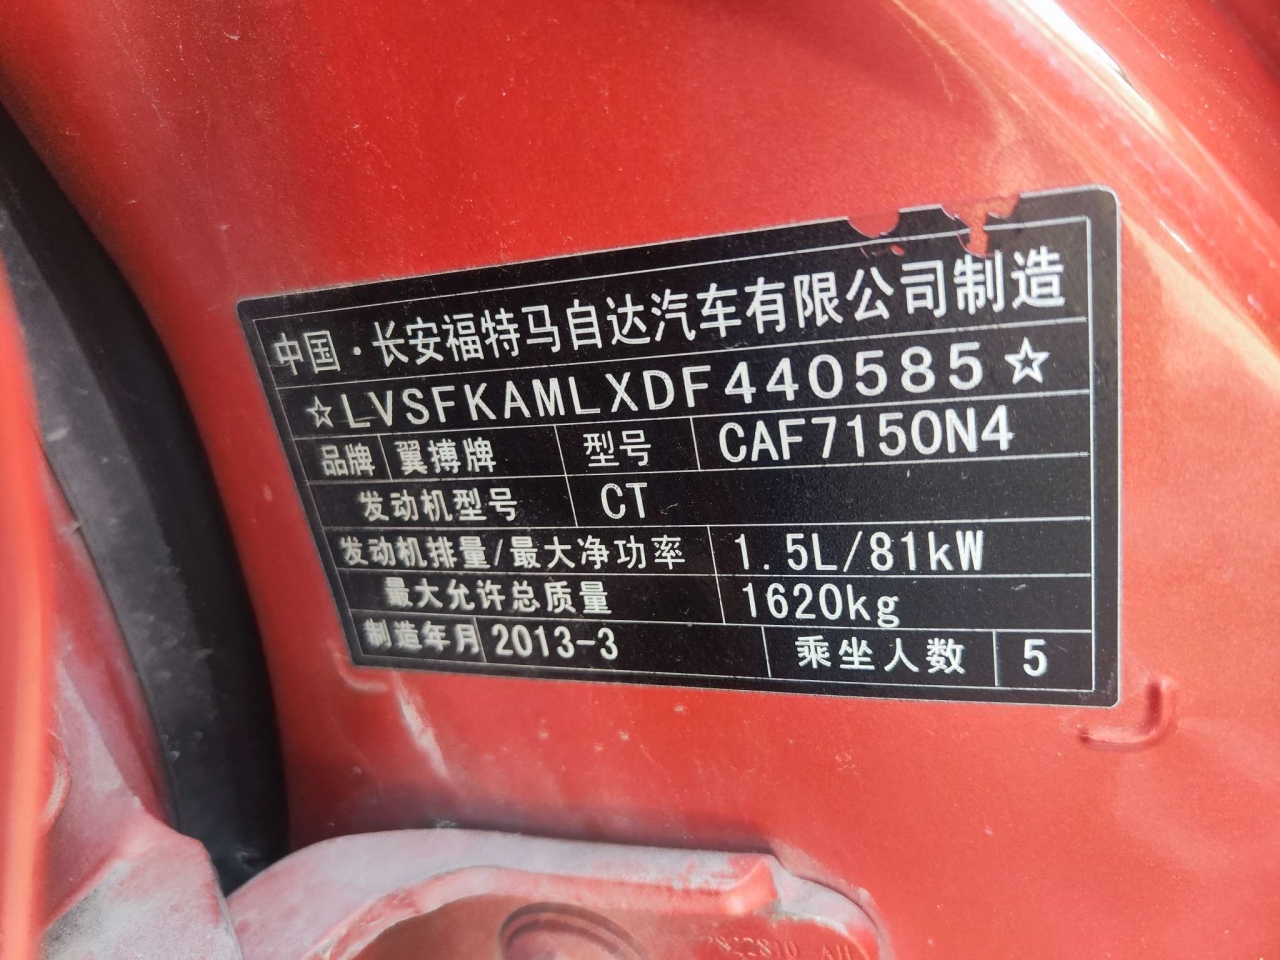 中国·长安福特马自达汽车有限公司制造
☆LVSFKAMLXDF440585☆
品牌 翼搏牌 型号 CAF7150N4
发动机型号 CT
发动机排量/最大净功率 1.5L/81kW
最大允许总质量 1620kg
制造年月 2013-3 乘坐人数 5